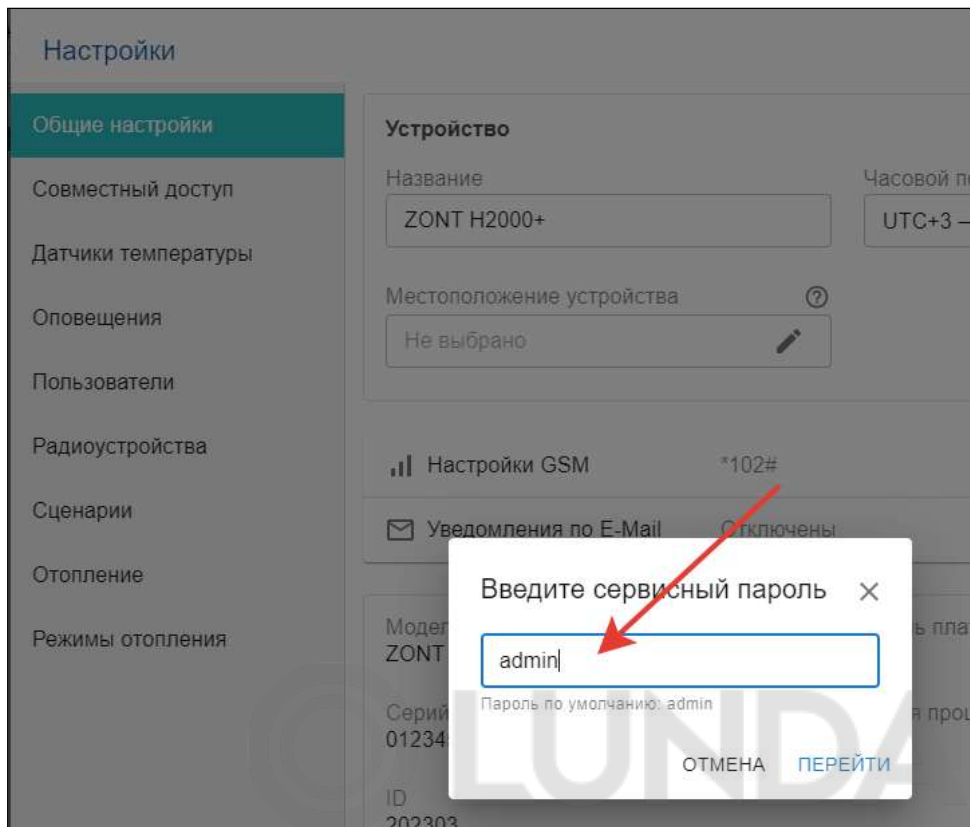 Настройки
Общие настройки
Совместный доступ
Датчики температуры
Оповещения
Пользователи
Радиоустройства
Сценарии
Отопление
Режимы отопления
Устройство
Название
Часовой
ZONT H2000+
UTC+3 —
Местоположение устройства
Не выбрано
Настройки GSM
*102#
Уведомления по E-Mail
Отключены
Введите сервисный пароль
admin
Пароль по умолчанию: admin
ОТМЕНА ПЕРЕЙТИ
ZONT
01234
ID
202303
LUNDA